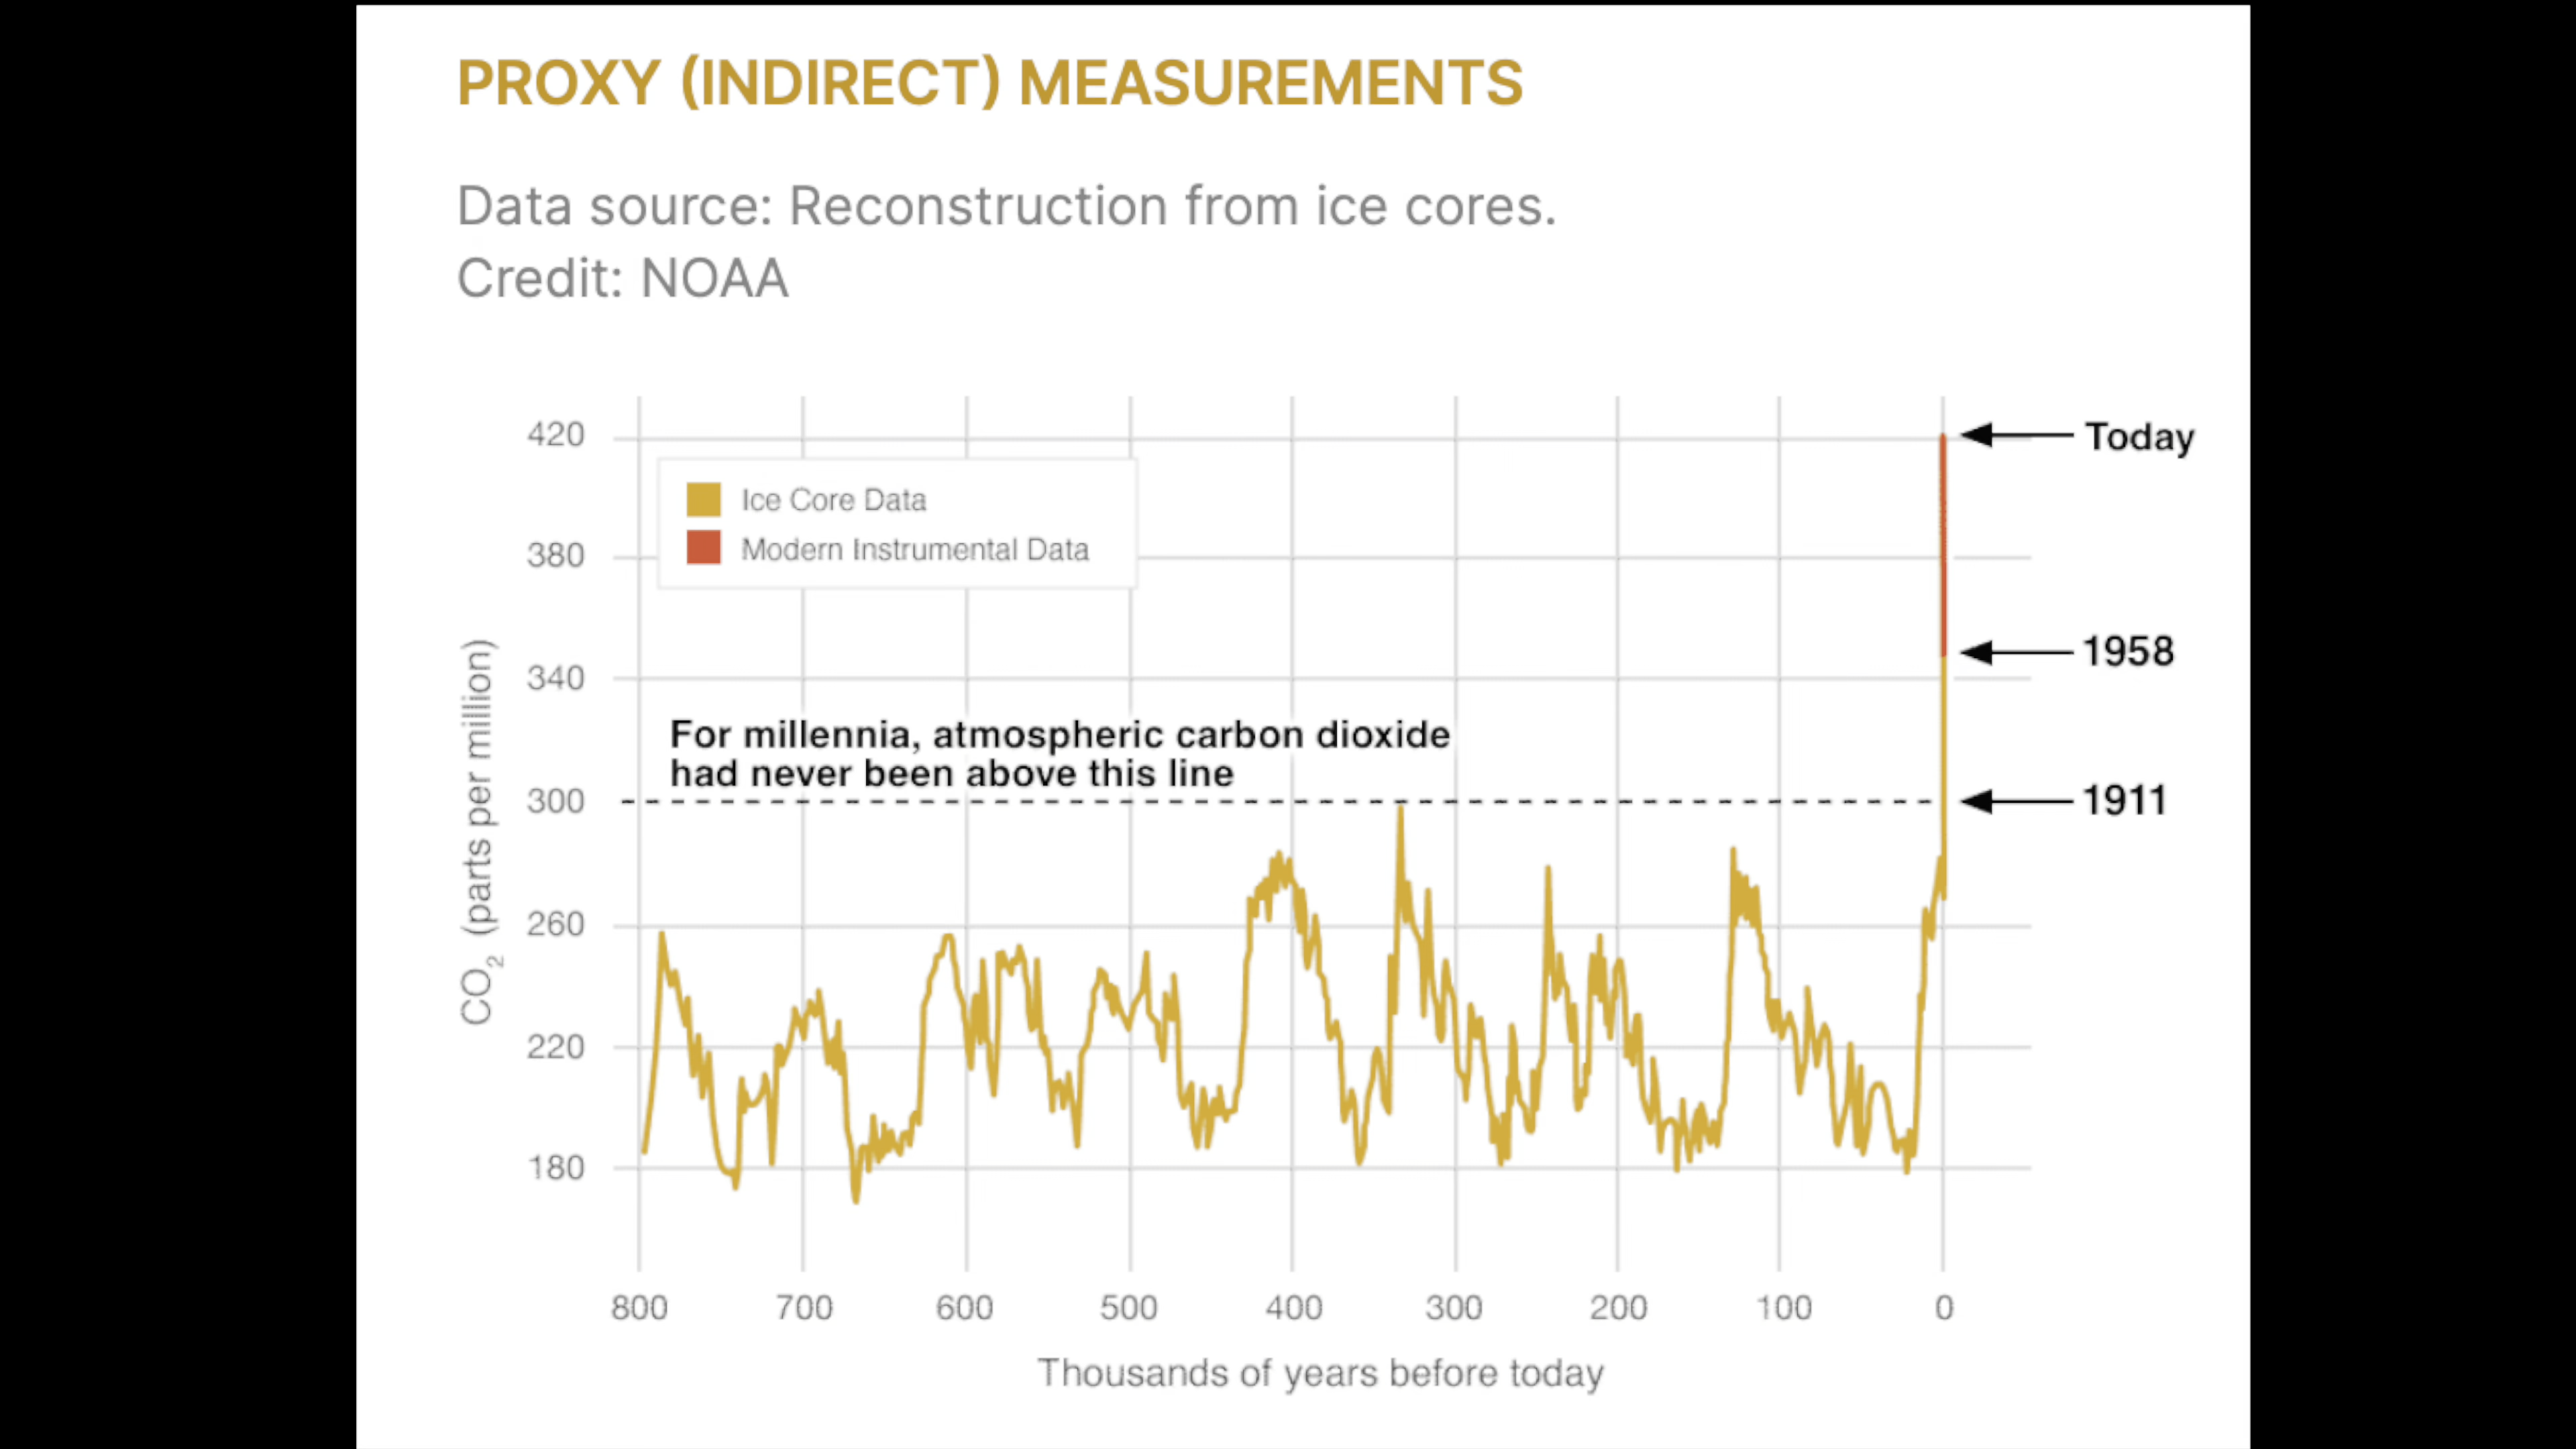 PROXY (INDIRECT) MEASUREMENTS
Data source: Reconstruction from ice cores.
Credit: NOAA
420
Today
Ice Core Data
Modern Instrumental Data
380
1958
340
For millennia, atmospheric carbon dioxide
had never been above this line
300
1911
CO₂ (parts per million)
260
220
180
800 700 600 500 400 300 200 100 0
Thousands of years before today